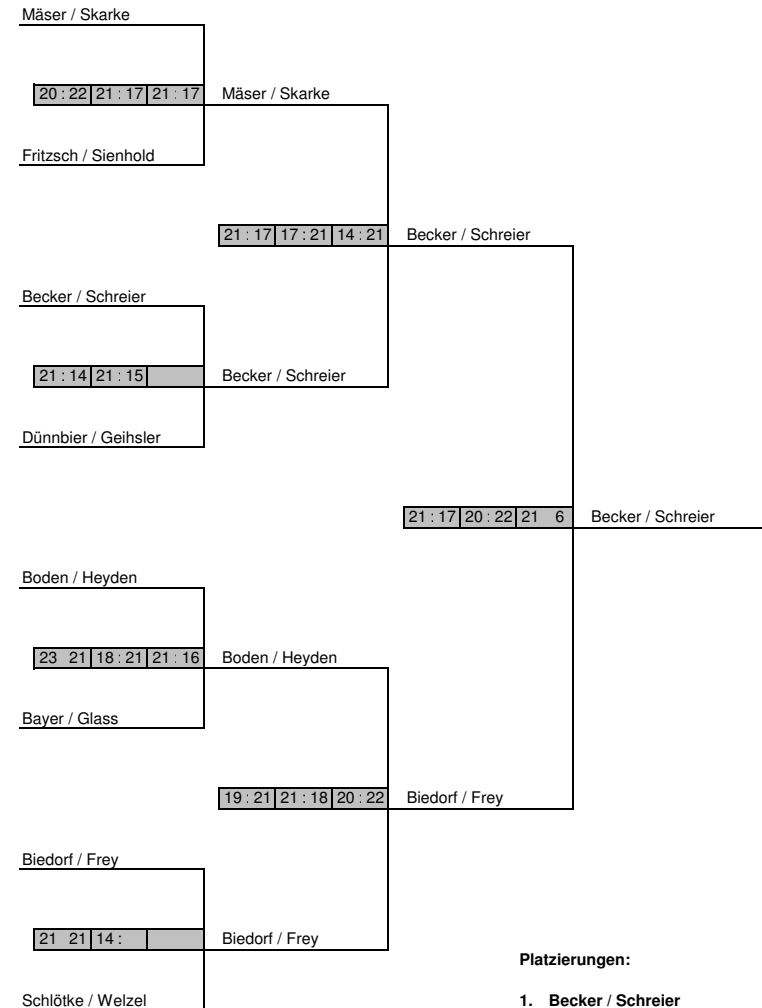 Mäser / Skarke
20 : 22 21 : 17 21 : 17 Mäser / Skarke
Fritzsch / Sienhold
21 : 17 17 : 21 14 : 21 Becker / Schreier
Becker / Schreier
21 : 14 21 : 15 Becker / Schreier
Dünnbier / Geihsler
21 : 17 20 : 22 21 6 Becker / Schreier
Boden / Heyden
23 21 18 : 21 21 : 16 Boden / Heyden
Bayer / Glass
19 : 21 21 : 18 20 : 22 Biedorf / Frey
Biedorf / Frey
21 21 14 : Biedorf / Frey
Platzierungen:
Schlötke / Welzel 1. Becker / Schreier